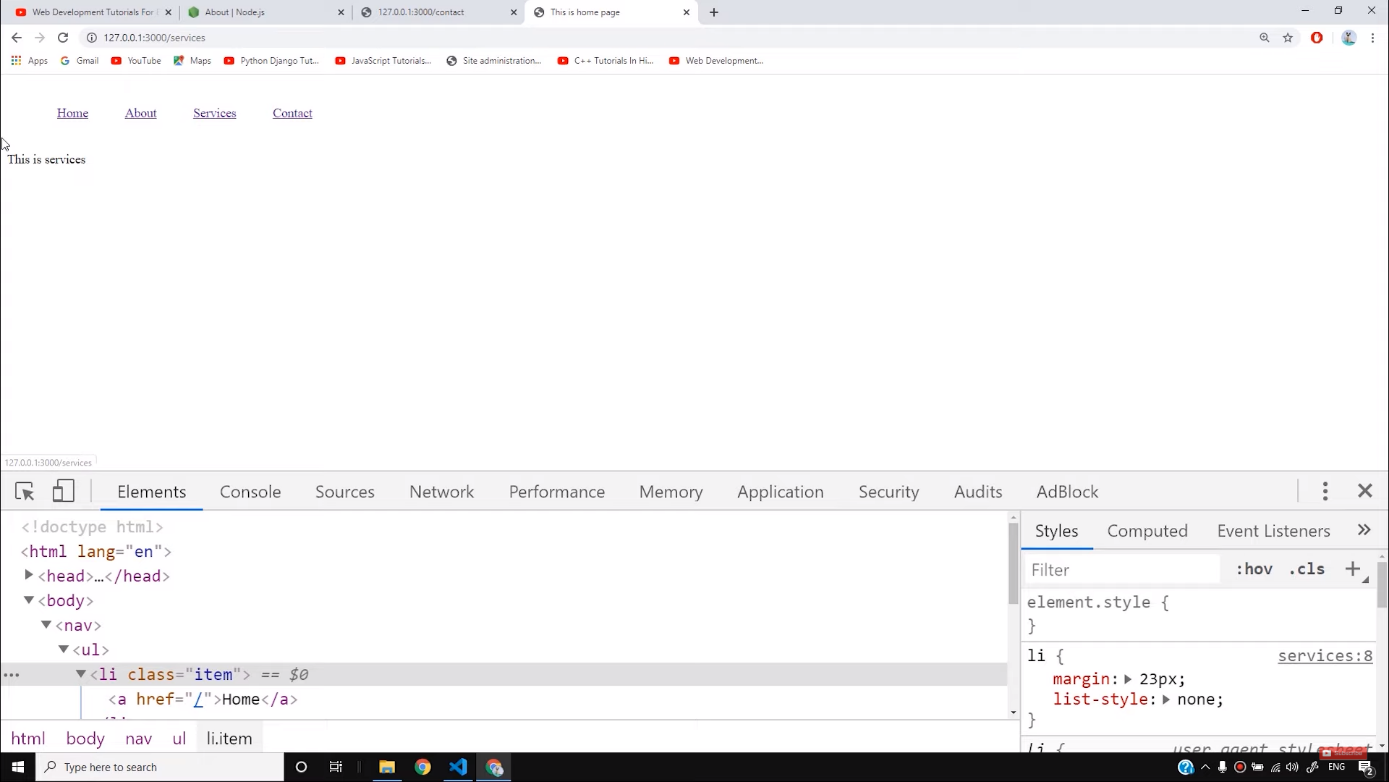 Web Development Tutorials For
About | Node.js
127.0.0.1:3000/contact
This is home page
127.0.0.1:3000/services
Apps
Gmail
YouTube
Maps
Python Django Tut...
JavaScript Tutorials...
Site administration...
C++ Tutorials In Hi...
Web Development...
Home About Services Contact
This is services
127.0.0.1:3000/services
Elements Console Sources Network Performance Memory Application Security Audits AdBlock
<!doctype html>
<html lang="en">
<head>…</head>
<body>
<nav>
<ul>
<li class="item"> == $0
<a href="/">Home</a>
html body nav ul li.item
Styles Computed Event Listeners
Filter :hov .cls
element.style {
}
li { services:8
margin: 23px;
list-style: none;
}
li { user agent stylesheet
Type here to search
ENG
2